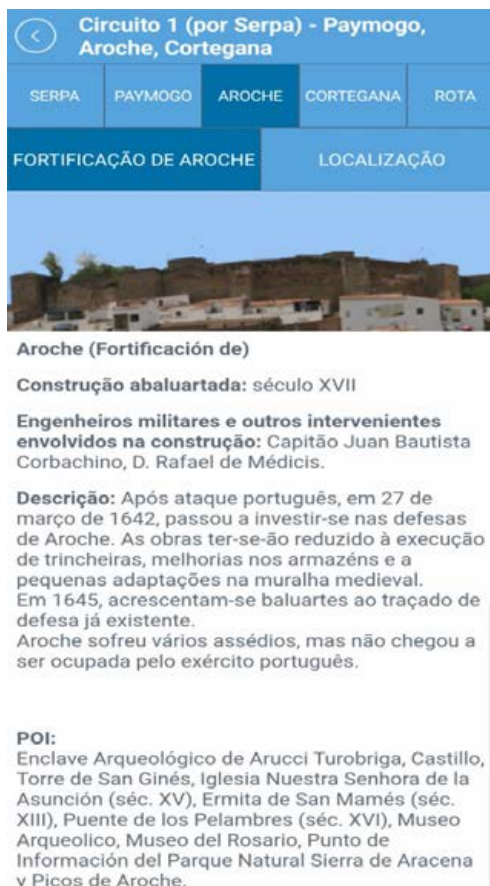 Circuito 1 (por Serpa) - Paymogo,
Aroche, Cortegana
SERPA
PAYMOGO
AROCHE
CORTEGANA
ROTA
FORTIFICAÇÃO DE AROCHE
LOCALIZAÇÃO
Aroche (Fortificación de)
Construção abaluartada: século XVII
Engenheiros militares e outros intervenientes
envolvidos na construção: Capitão Juan Bautista
Corbachino, D. Rafael de Médicis.
Descrição: Após ataque português, em 27 de
março de 1642, passou a investir-se nas defesas
de Aroche. As obras ter-se-ão reduzido à execução
de trincheiras, melhorias nos armazéns e a
pequenas adaptações na muralha medieval.
Em 1645, acrescentam-se baluartes ao traçado de
defesa já existente.
Aroche sofreu vários assédios, mas não chegou a
ser ocupada pelo exército português.
POI:
Enclave Arqueológico de Arucci Turobriga, Castillo,
Torre de San Ginés, Iglesia Nuestra Senhora de la
Asunción (séc. XV), Ermita de San Mamés (séc.
XIII), Puente de los Pelambres (séc. XVI), Museo
Arqueolico, Museo del Rosario, Punto de
Información del Parque Natural Sierra de Aracena
y Picos de Aroche.